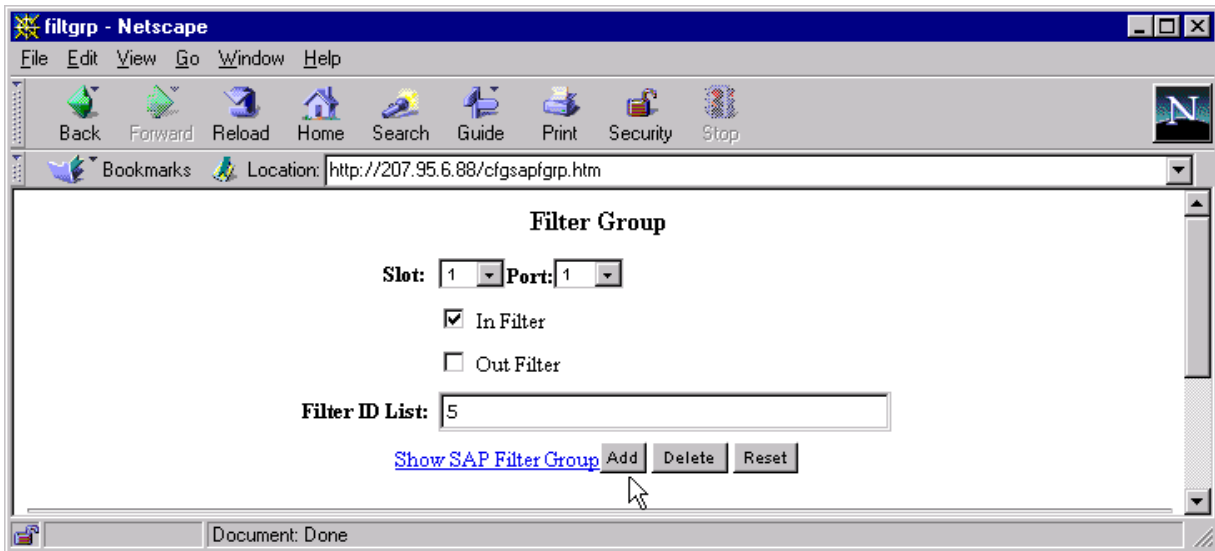 filtgrp - Netscape
File Edit View Go Window Help
N
Back Forward Reload Home Search Guide Print Security Stop
Bookmarks Location: http://207.95.6.88/cfgsapfgrp.htm
Filter Group
Slot: 1 Port: 1
In Filter
Out Filter
Filter ID List: 5
Show SAP Filter Group Add Delete Reset
Document: Done